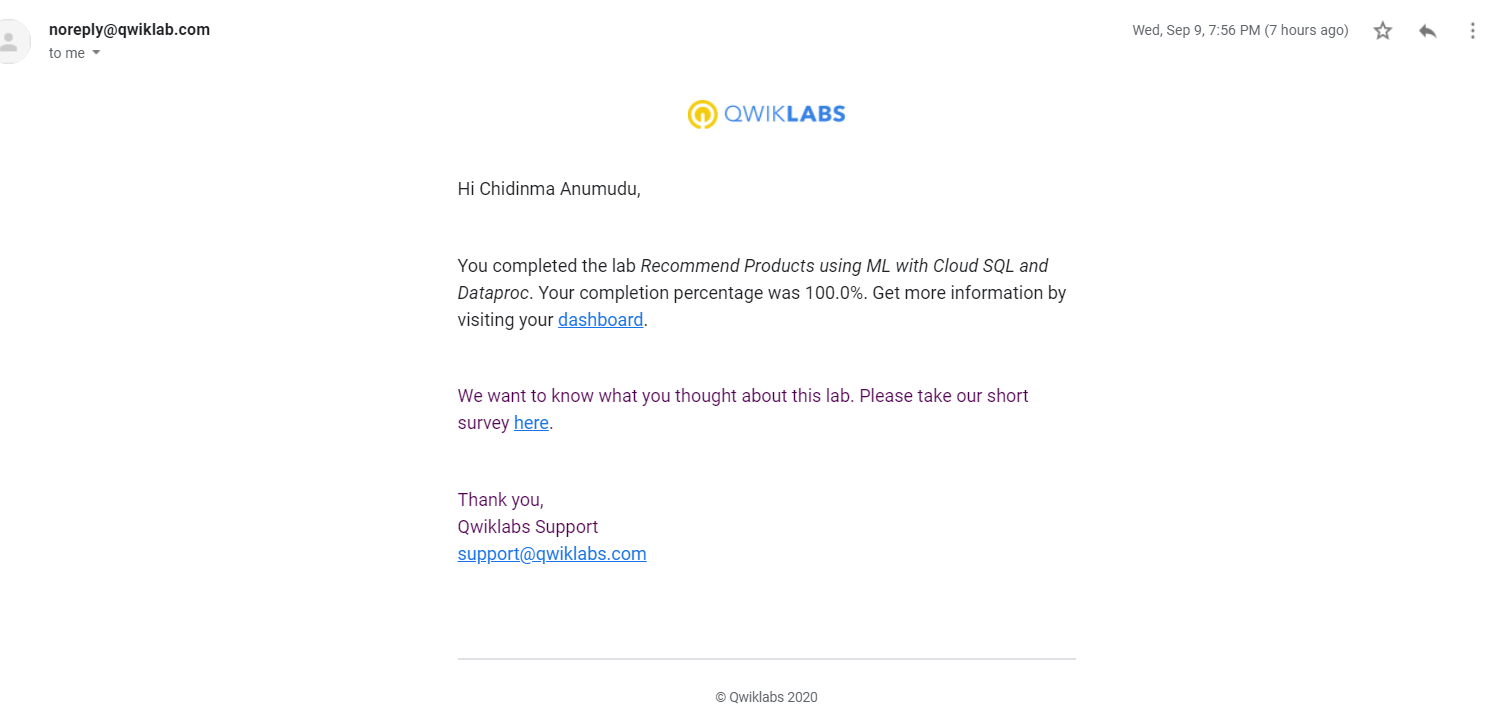 noreply@qwiklab.com
Wed, Sep 9, 7:56 PM (7 hours ago)
to me
QWIKLABS
Hi Chidinma Anumudu,
You completed the lab Recommend Products using ML with Cloud SQL and
Dataproc. Your completion percentage was 100.0%. Get more information by
visiting your dashboard.
We want to know what you thought about this lab. Please take our short
survey here.
Thank you,
Qwiklabs Support
support@qwiklabs.com
© Qwiklabs 2020